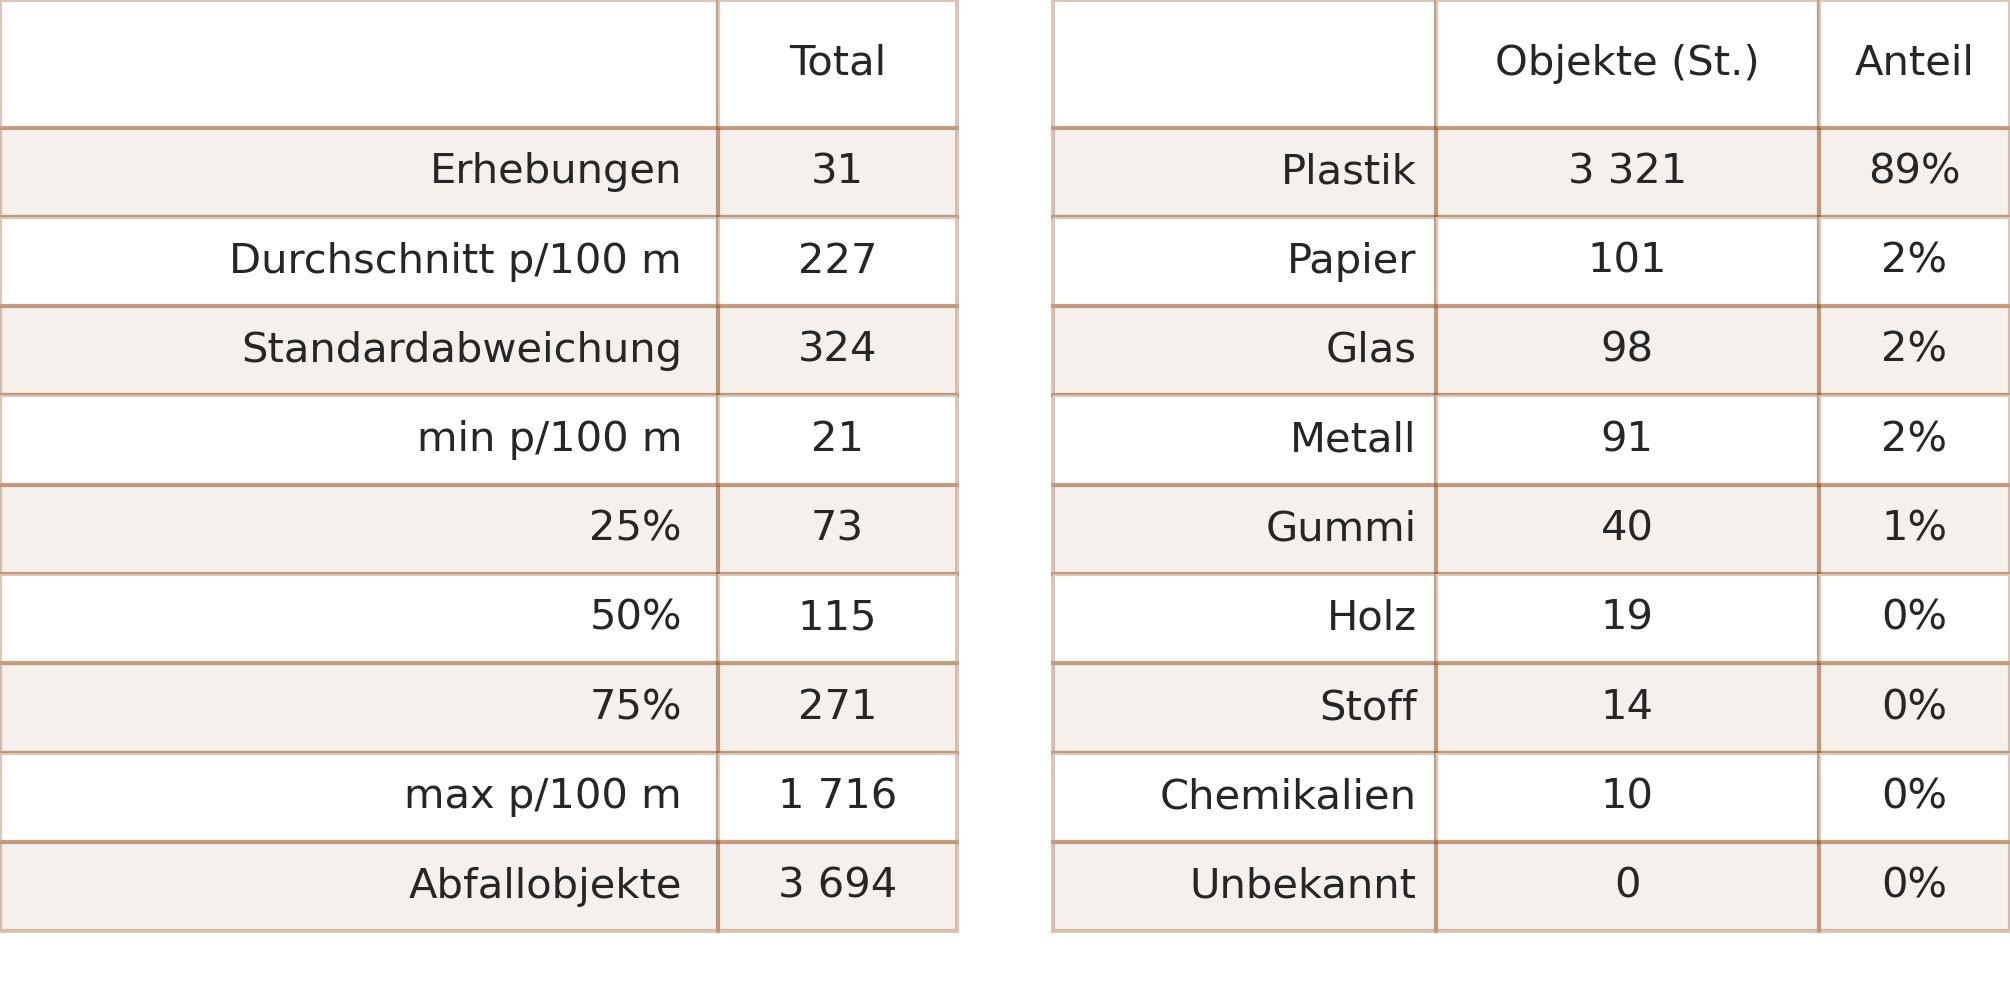 Total
Erhebungen 31
Durchschnitt p/100 m 227
Standardabweichung 324
min p/100 m 21
25% 73
50% 115
75% 271
max p/100 m 1 716
Abfallobjekte 3 694
Objekte (St.) Anteil
Plastik 3 321 89%
Papier 101 2%
Glas 98 2%
Metall 91 2%
Gummi 40 1%
Holz 19 0%
Stoff 14 0%
Chemikalien 10 0%
Unbekannt 0 0%